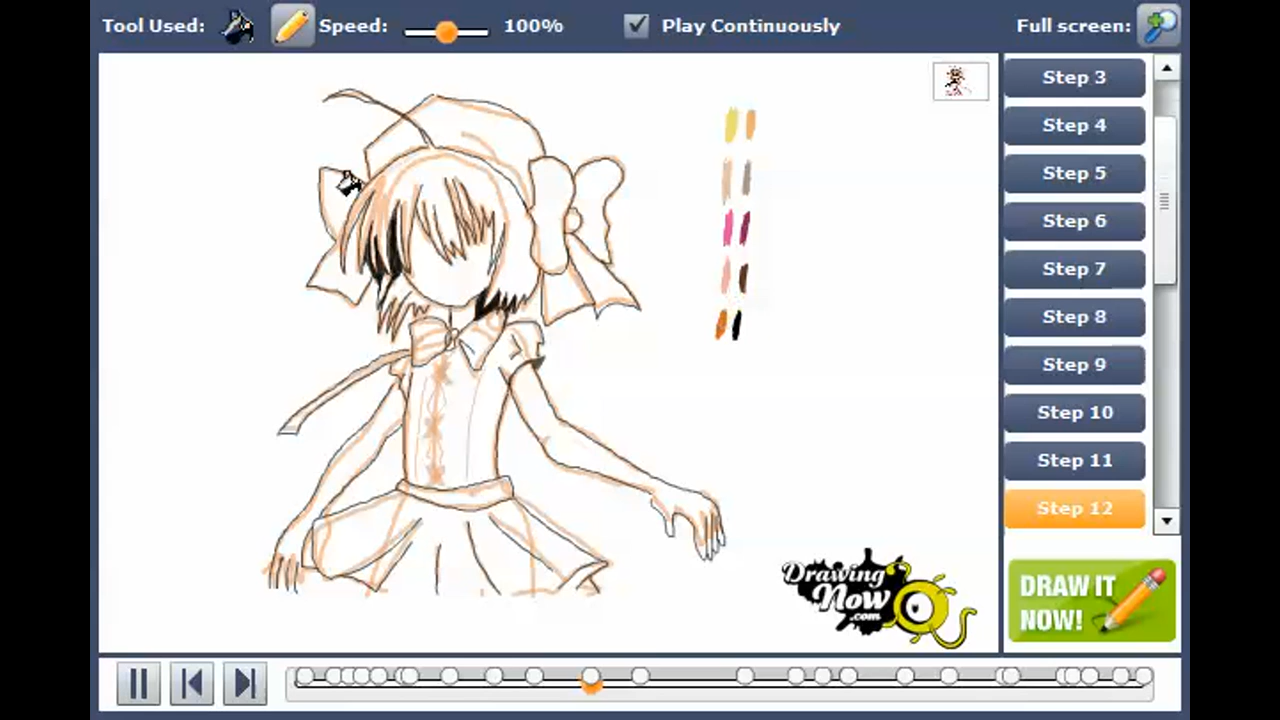 Tool Used:
Speed:
100%
Play Continuously
Full screen:
Step 3
Step 4
Step 5
Step 6
Step 7
Step 8
Step 9
Step 10
Step 11
Step 12
Drawing
Now
.com
DRAW IT
NOW!